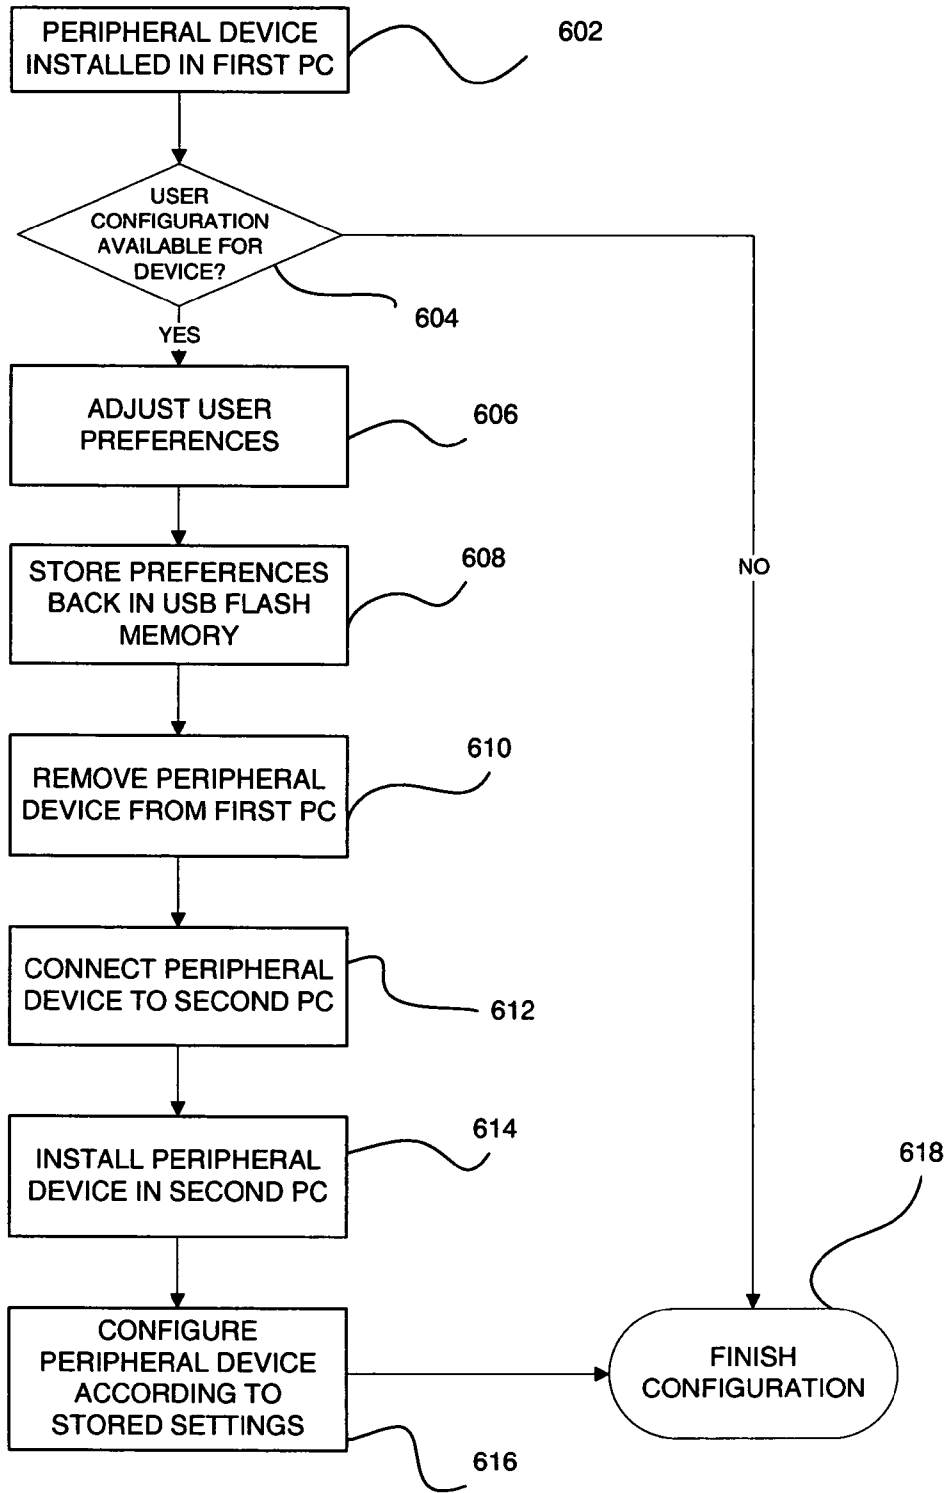 PERIPHERAL DEVICE
INSTALLED IN FIRST PC
602
USER
CONFIGURATION
AVAILABLE FOR
DEVICE?
604
YES
ADJUST USER
PREFERENCES
606
STORE PREFERENCES
BACK IN USB FLASH
MEMORY
608
NO
REMOVE PERIPHERAL
DEVICE FROM FIRST PC
610
CONNECT PERIPHERAL
DEVICE TO SECOND PC
612
INSTALL PERIPHERAL
DEVICE IN SECOND PC
614
618
CONFIGURE
PERIPHERAL DEVICE
ACCORDING TO
STORED SETTINGS
616
FINISH
CONFIGURATION